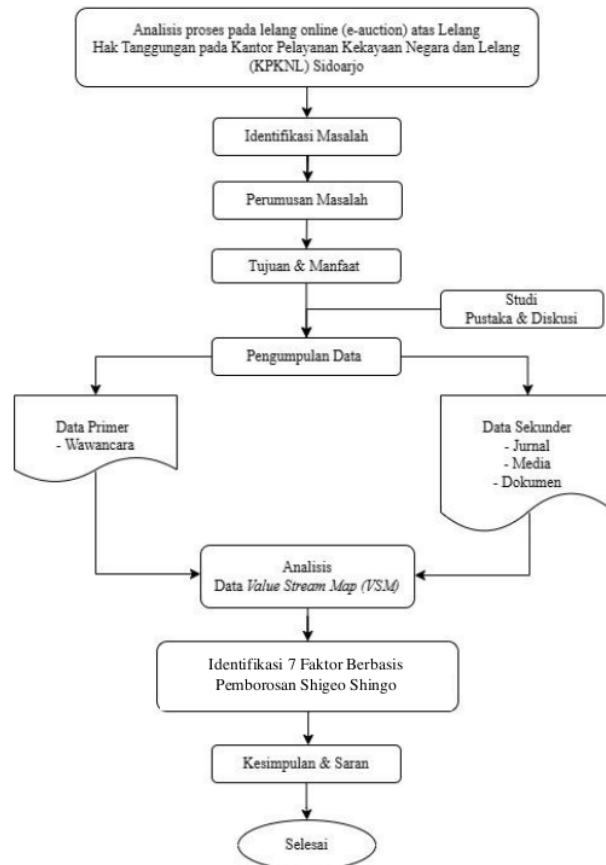 Analisis proses pada lelang online (e-auction) atas Lelang
Hak Tanggungan pada Kantor Pelayanan Kekayaan Negara dan Lelang
(KPKNL) Sidoarjo
Identifikasi Masalah
Perumusan Masalah
Tujuan & Manfaat
Studi
Pustaka & Diskusi
Pengumpulan Data
Data Primer
- Wawancara
Data Sekunder
- Jurnal
- Media
- Dokumen
Analisis
Data Value Stream Map (VSM)
Identifikasi 7 Faktor Berbasis
Pemborosan Shigeo Shingo
Kesimpulan & Saran
Selesai